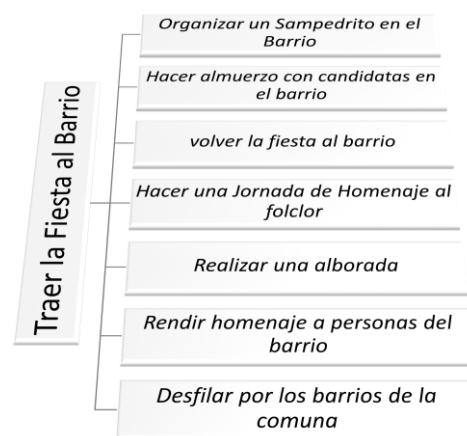 Traer la Fiesta al Barrio
Organizar un Sampedrito en el
Barrio
Hacer almuerzo con candidatas en
el barrio
volver la fiesta al barrio
Hacer una Jornada de Homenaje al
folclor
Realizar una alborada
Rendir homenaje a personas del
barrio
Desfilar por los barrios de la
comuna